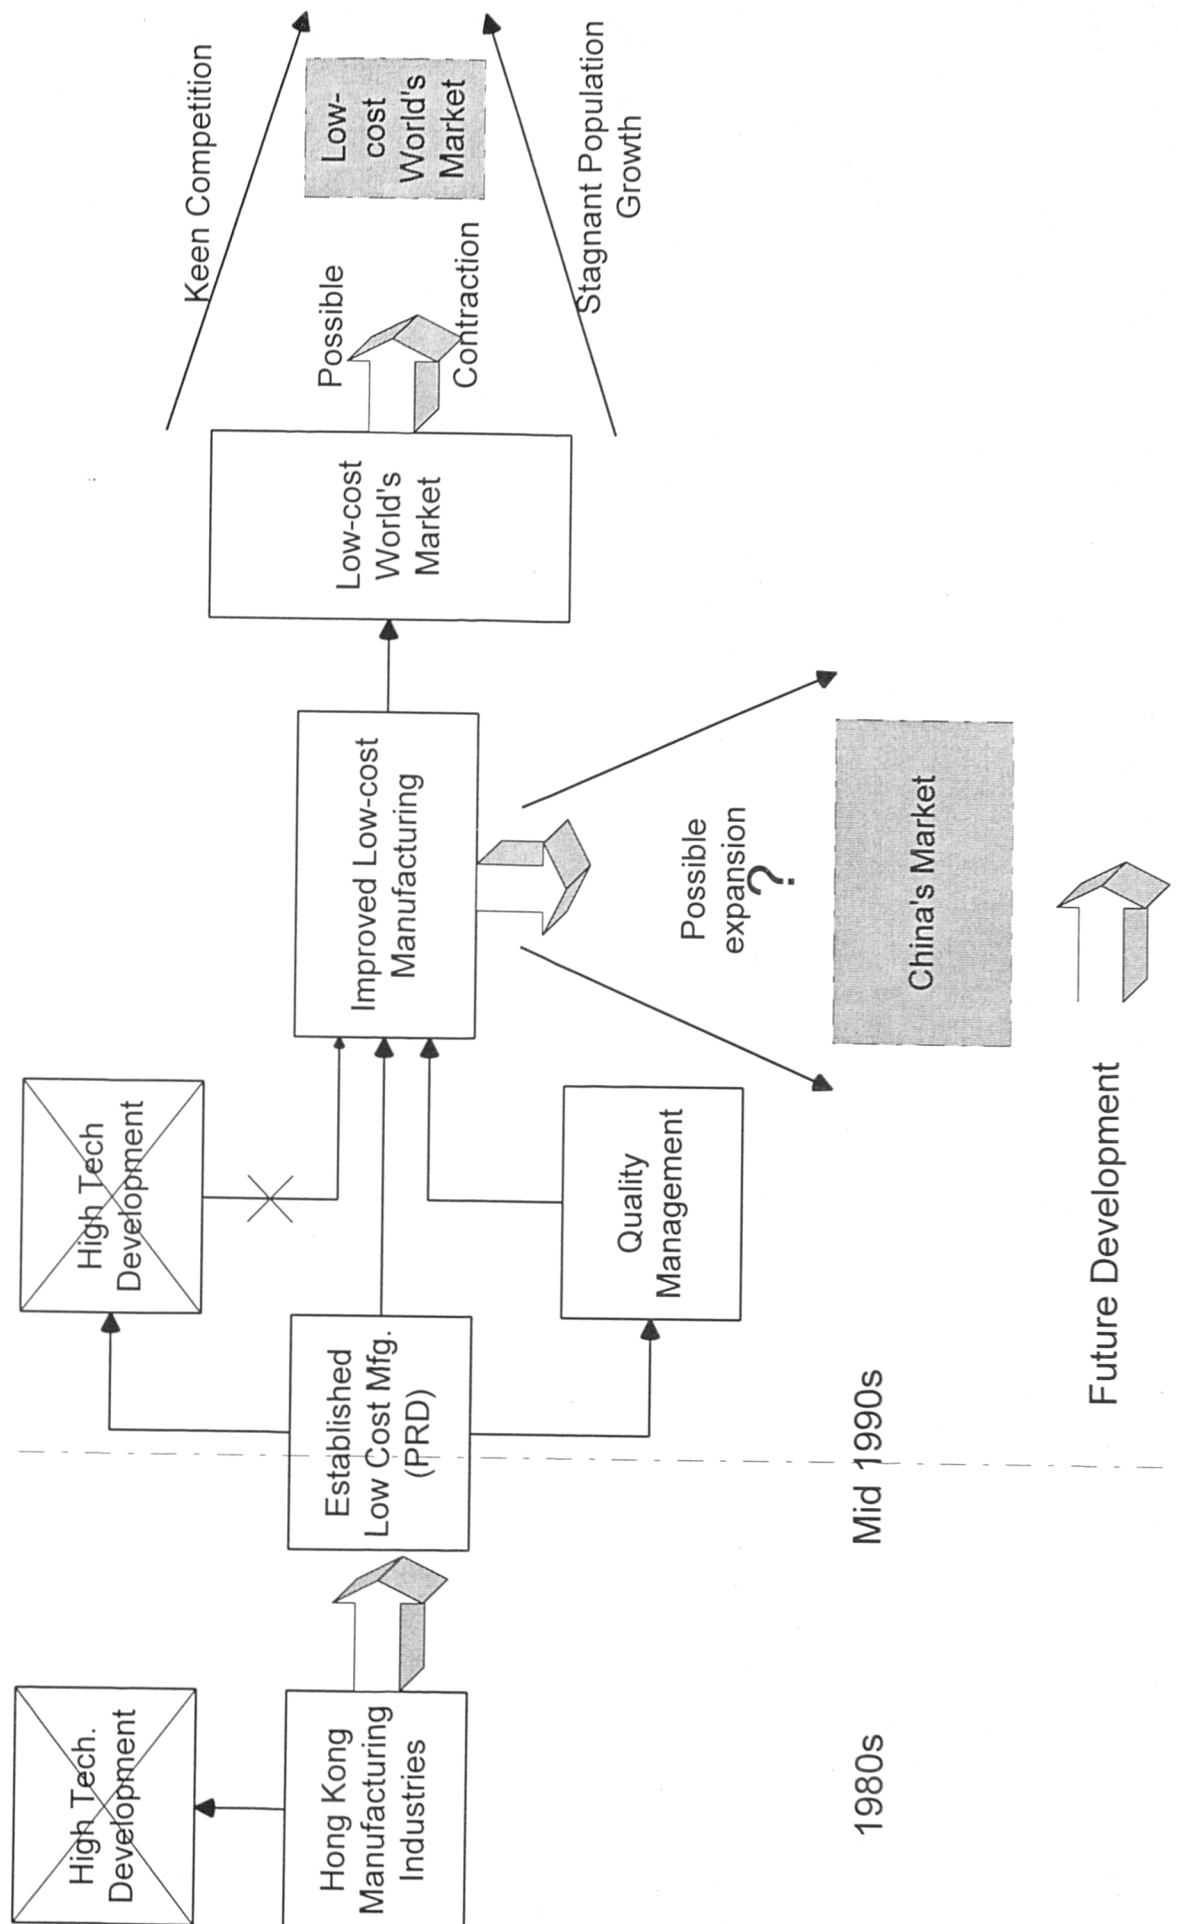 High Tech.
Development
Hong Kong
Manufacturing
Industries
1980s
Established
Low Cost Mfg.
(PRD)
High Tech
Development
Quality
Management
Mid 1990s
Improved Low-cost
Manufacturing
Possible
expansion
?
China's Market
Low-cost
World's
Market
Possible
Contraction
Keen Competition
Low-
cost
World's
Market
Stagnant Population
Growth
Future Development